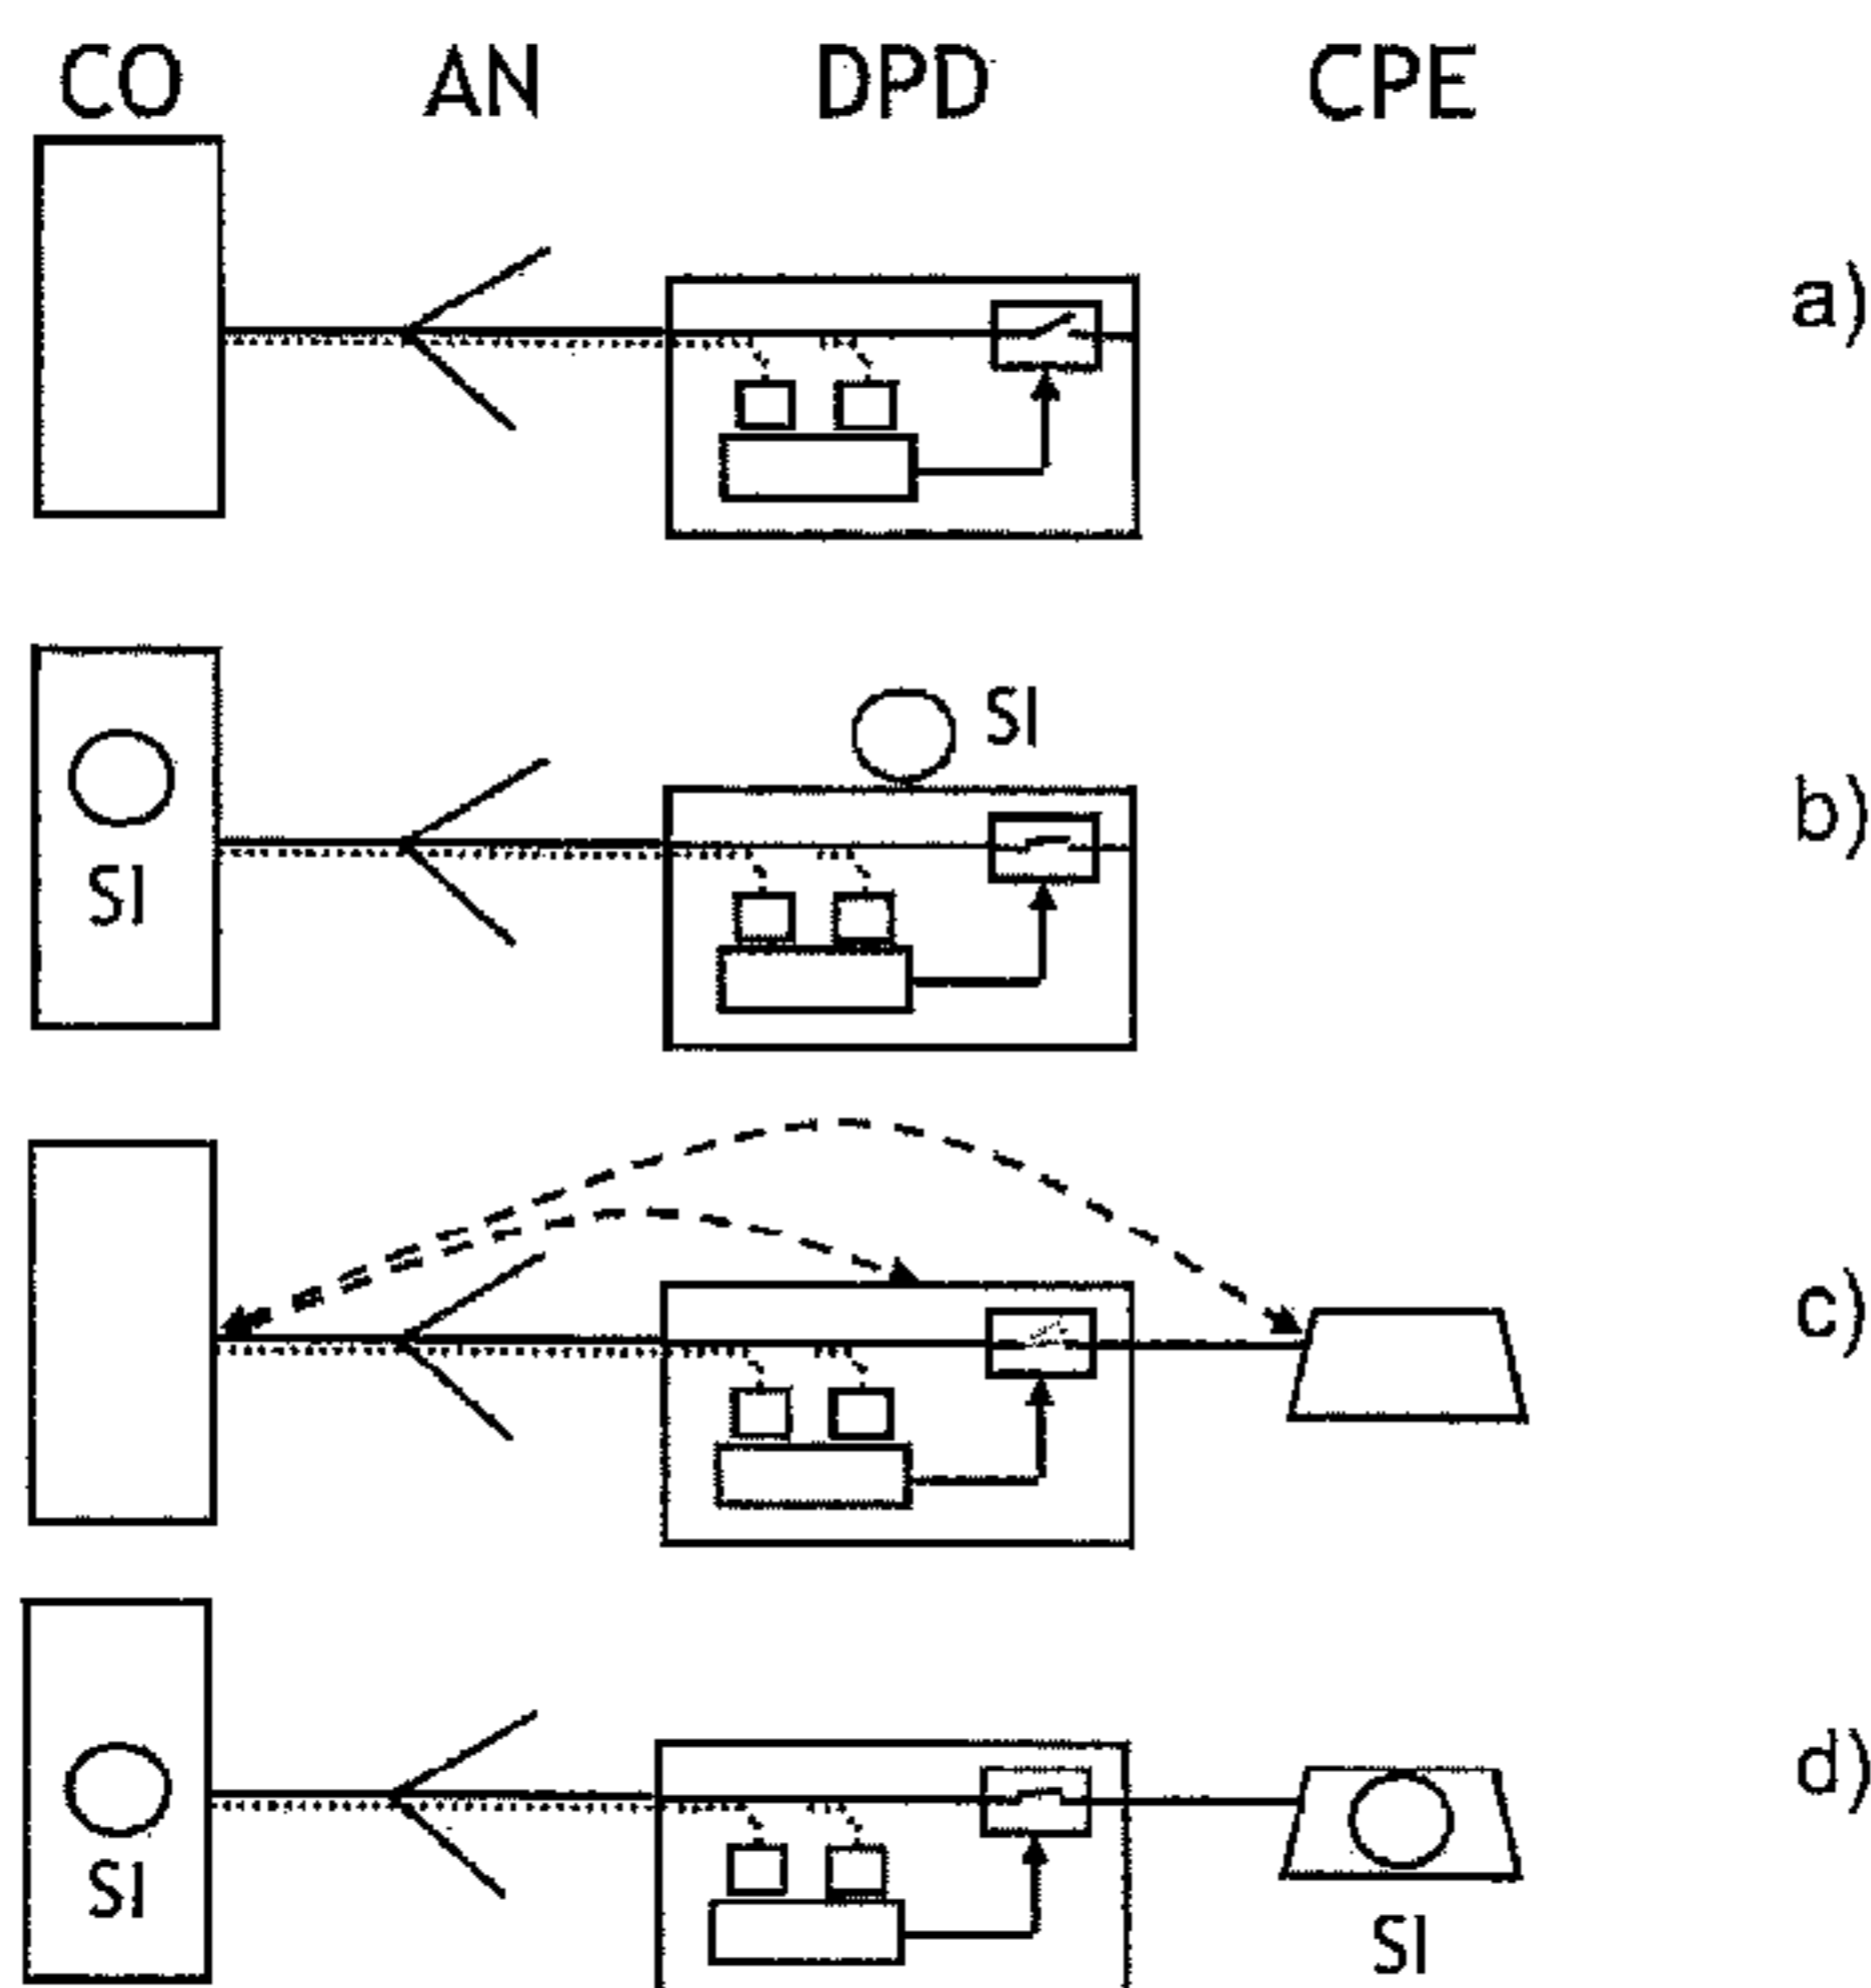 CO AN DPD CPE
a)
SI
b)
SI
c)
d)
SI
SI